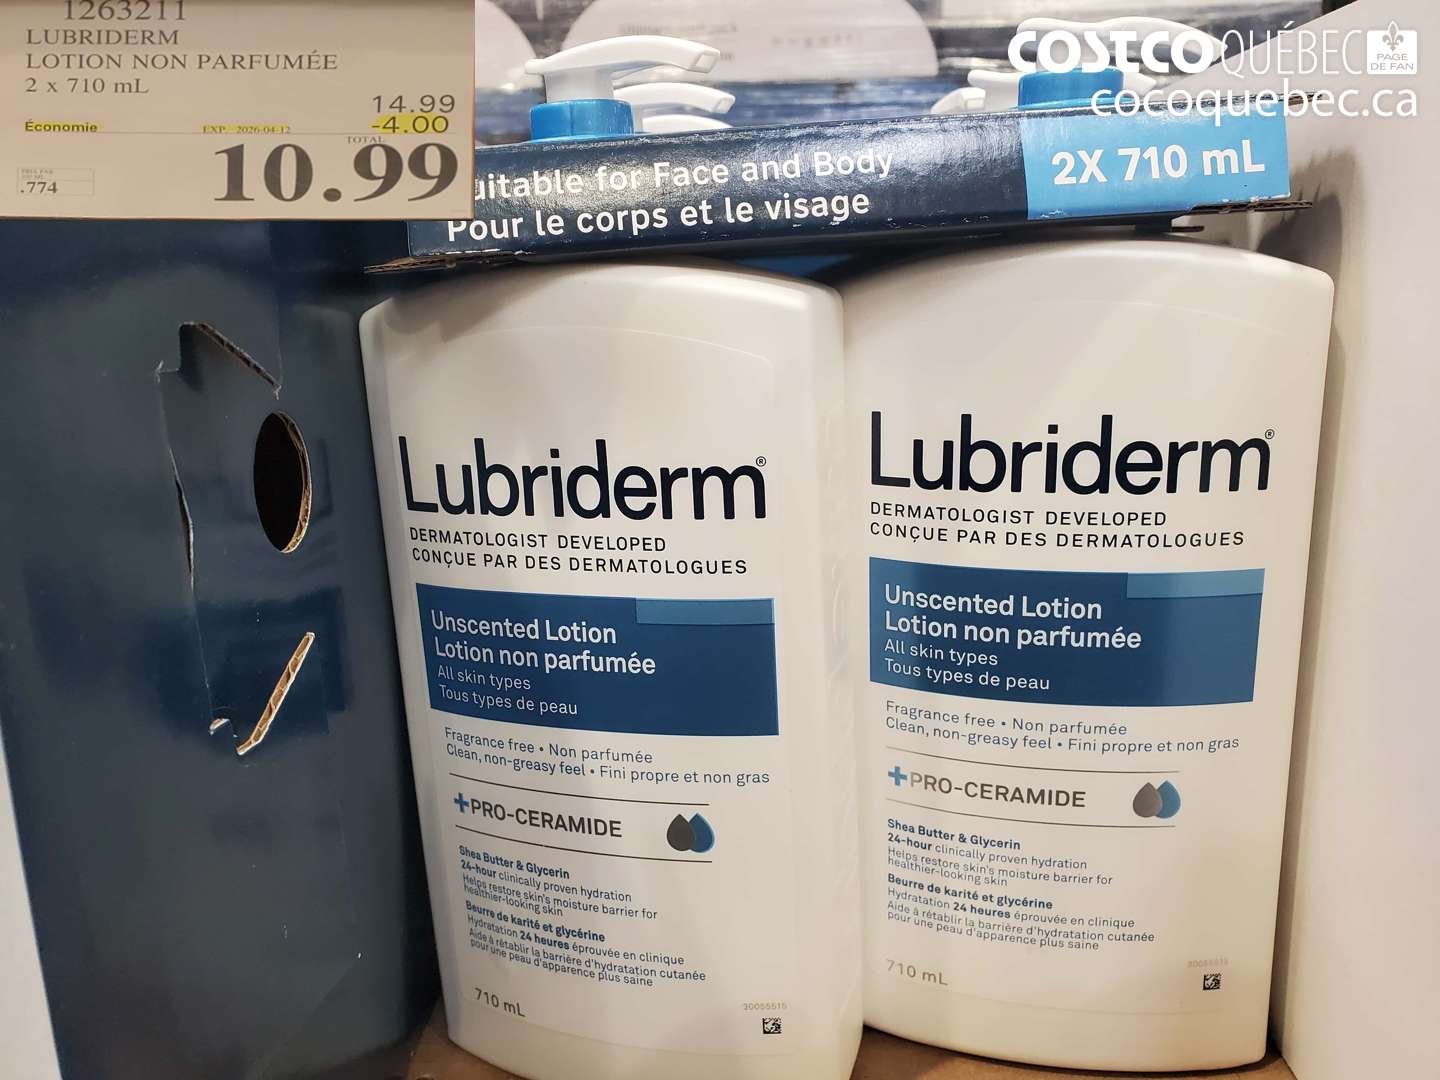 1263211
LUBRIDERM
LOTION NON PARFUMÉE
2 x 710 mL
14.99
Économie EXP. 2026-04-12 -4.00
TOTAL
10.99
.774
COSTCO QUÉBEC PAGE DE FAN
cocoquebec.ca
uitable for Face and Body
Pour le corps et le visage
2X 710 mL
Lubriderm®
DERMATOLOGIST DEVELOPED
CONÇUE PAR DES DERMATOLOGUES
Unscented Lotion
Lotion non parfumée
All skin types
Tous types de peau
Fragrance free • Non parfumée
Clean, non-greasy feel • Fini propre et non gras
+PRO-CERAMIDE
Shea Butter & Glycerin
24-hour clinically proven hydration
Helps restore skin's moisture barrier for
healthier-looking skin
Beurre de karité et glycérine
Hydratation 24 heures éprouvée en clinique
Aide à rétablir la barrière d'hydratation cutanée
pour une peau d'apparence plus saine
710 mL
30055515
Lubriderm®
DERMATOLOGIST DEVELOPED
CONÇUE PAR DES DERMATOLOGUES
Unscented Lotion
Lotion non parfumée
All skin types
Tous types de peau
Fragrance free • Non parfumée
Clean, non-greasy feel • Fini propre et non gras
+PRO-CERAMIDE
Shea Butter & Glycerin
24-hour clinically proven hydration
Helps restore skin's moisture barrier for
healthier-looking skin
Beurre de karité et glycérine
Hydratation 24 heures éprouvée en clinique
Aide à rétablir la barrière d'hydratation cutanée
pour une peau d'apparence plus saine
710 mL
30055515